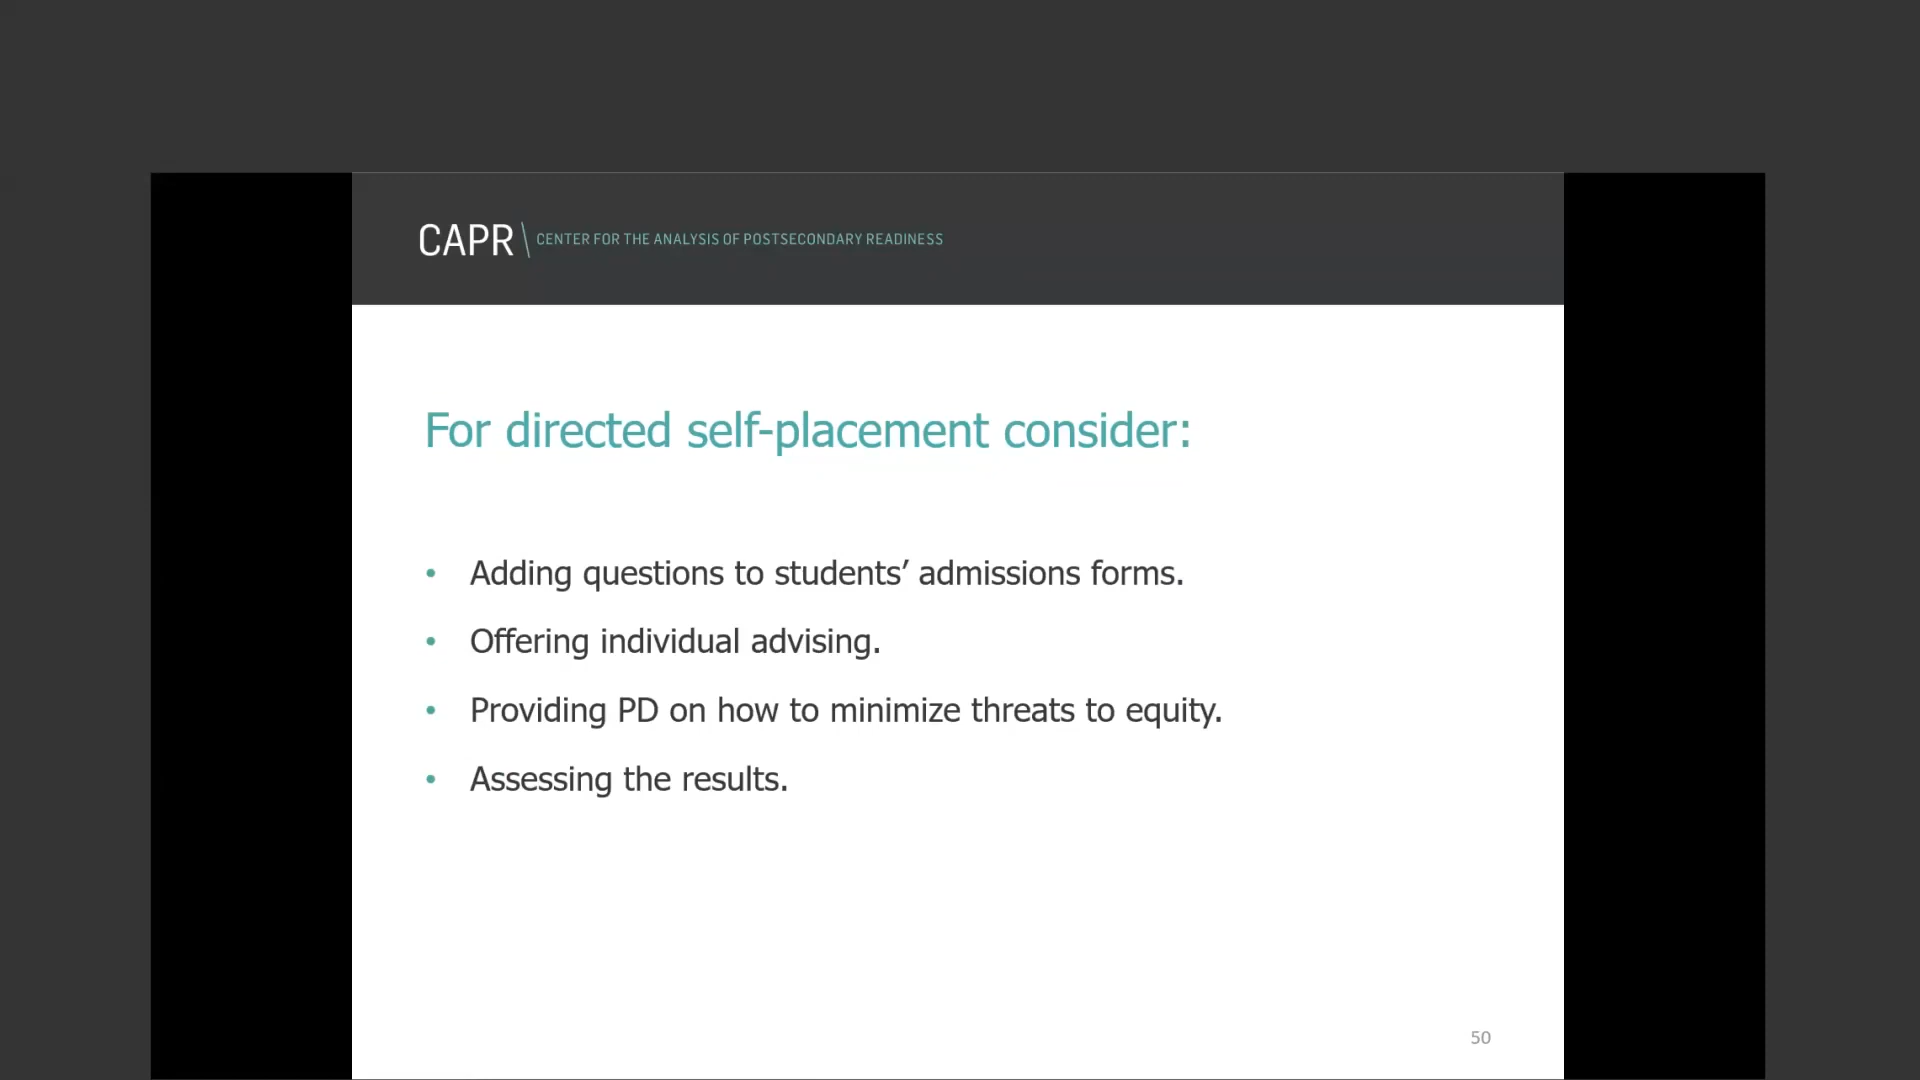 CAPR \ CENTER FOR THE ANALYSIS OF POSTSECONDARY READINESS
For directed self-placement consider:
• Adding questions to students’ admissions forms.
• Offering individual advising.
• Providing PD on how to minimize threats to equity.
• Assessing the results.
50